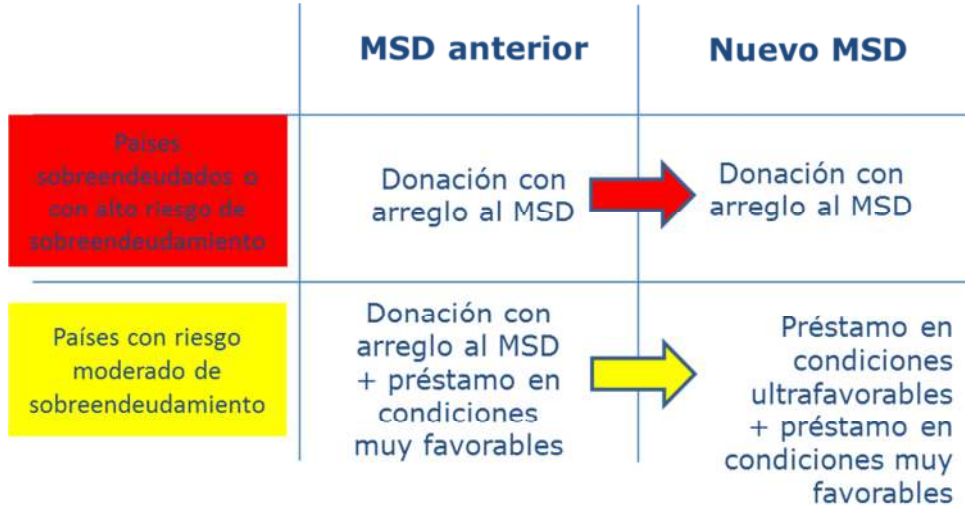 MSD anterior
Nuevo MSD
Países
sobreendeudados o
con alto riesgo de
sobreendeudamiento
Donación con
arreglo al MSD
Donación con
arreglo al MSD
Países con riesgo
moderado de
sobreendeudamiento
Donación con
arreglo al MSD
+ préstamo en
condiciones
muy favorables
Préstamo en
condiciones
ultrafavorables
+ préstamo en
condiciones muy
favorables